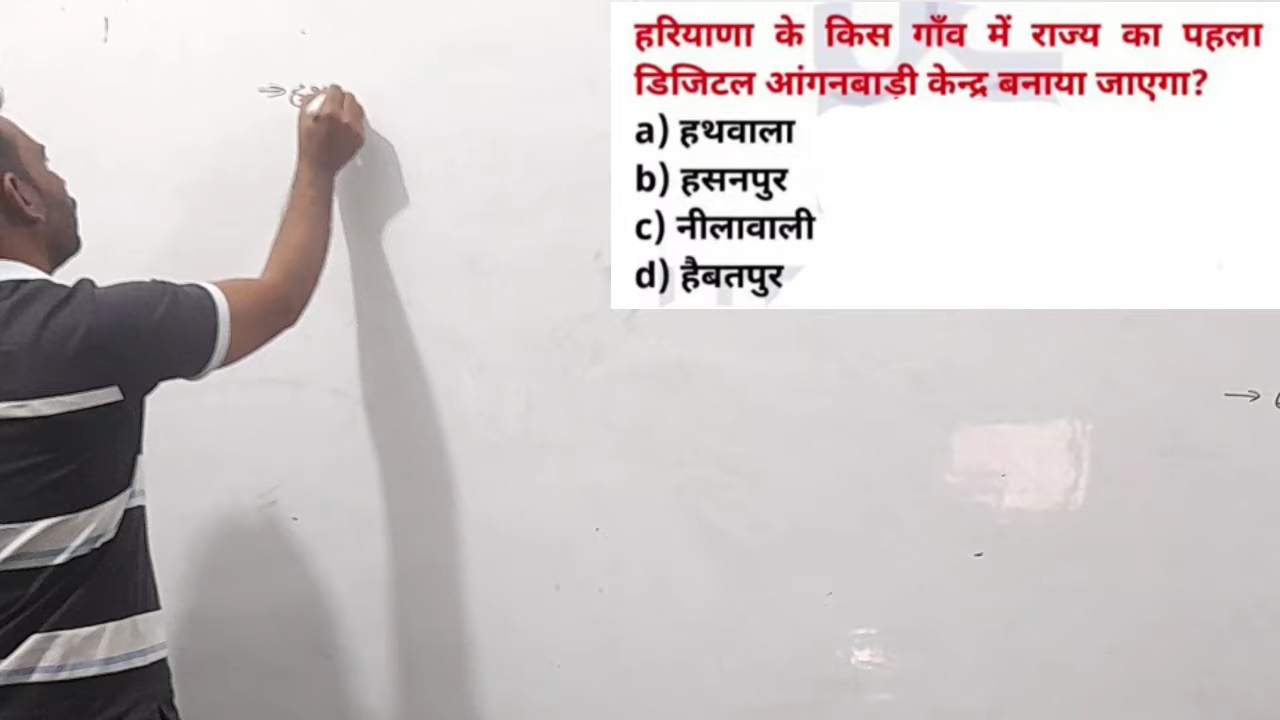 हरियाणा के किस गाँव में राज्य का पहला
डिजिटल आंगनबाड़ी केन्द्र बनाया जाएगा?
a) हथवाला
b) हसनपुर
c) नीलावाली
d) हैबतपुर